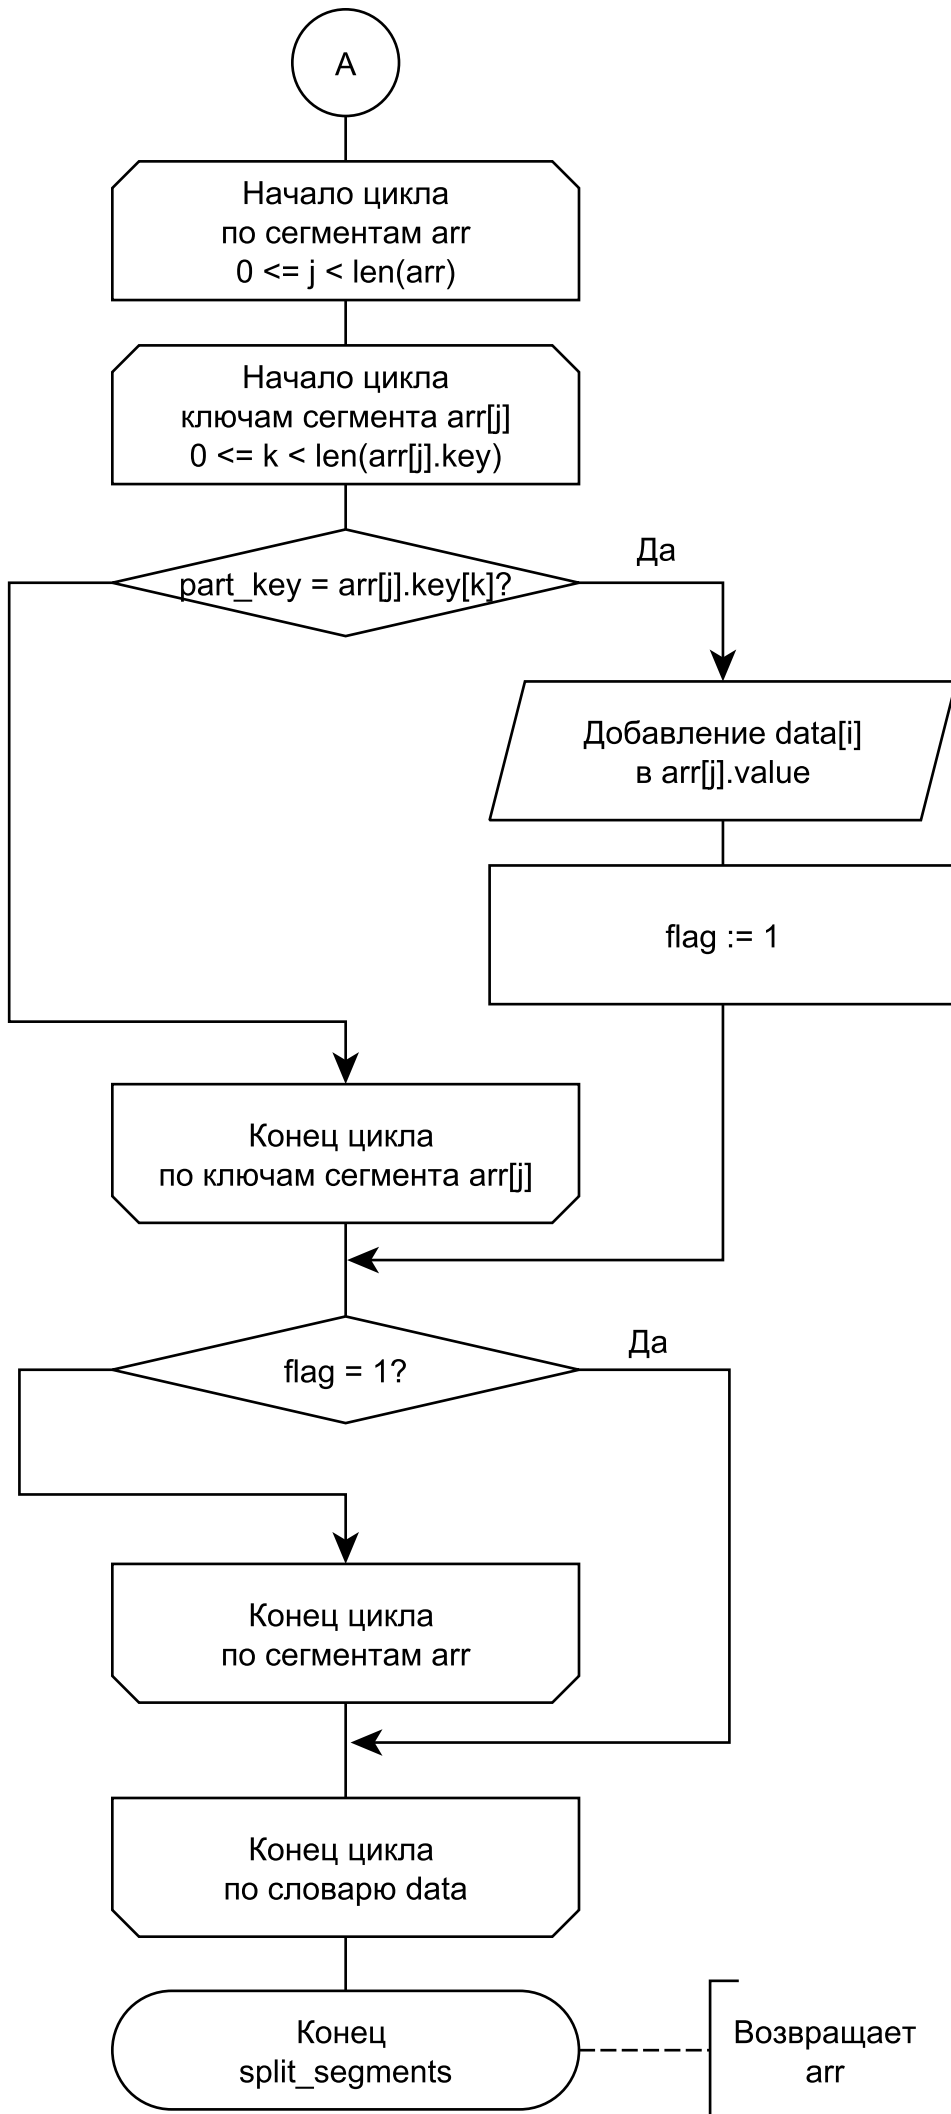 A
Начало цикла
по сегментам arr
0 <= j < len(arr)
Начало цикла
ключам сегмента arr[j]
0 <= k < len(arr[j].key)
part_key = arr[j].key[k]?
Да
Добавление data[i]
в arr[j].value
flag := 1
Конец цикла
по ключам сегмента arr[j]
flag = 1?
Да
Конец цикла
по сегментам arr
Конец цикла
по словарю data
Конец
split_segments
Возвращает
arr